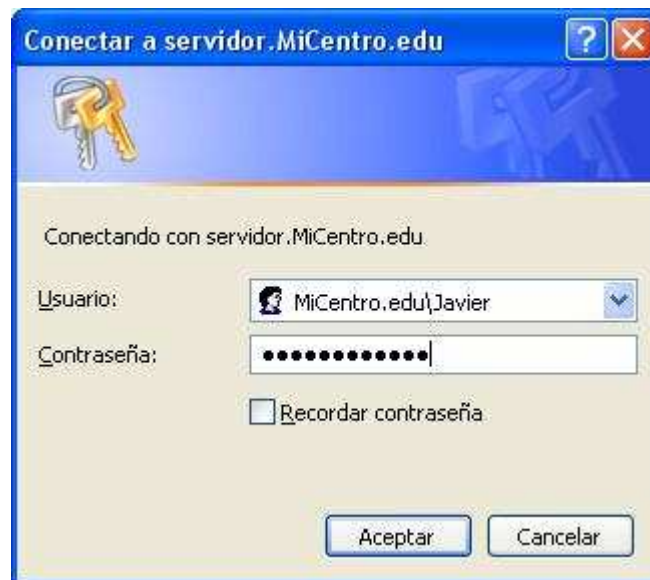 Conectar a servidor.MiCentro.edu
Conectando con servidor.MiCentro.edu
Usuario: MiCentro.edu\Javier
Contraseña: ●●●●●●●●●●●●
Recordar contraseña
Aceptar Cancelar